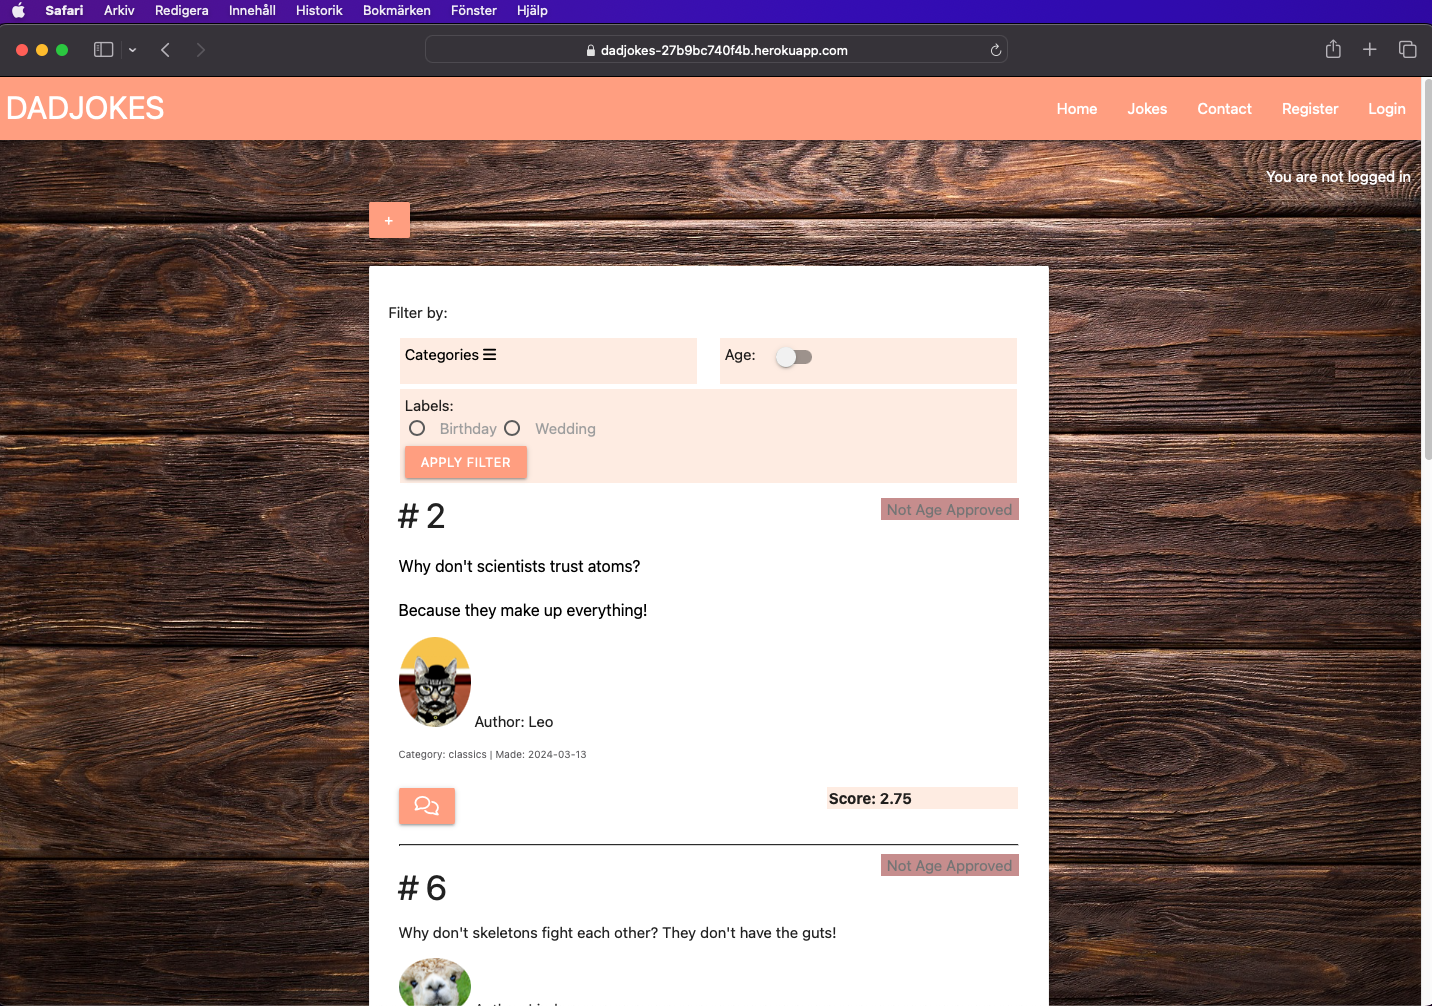 Safari Arkiv Redigera Innehåll Historik Bokmärken Fönster Hjälp
dadjokes-27b9bc740f4b.herokuapp.com
DADJOKES Home Jokes Contact Register Login
You are not logged in
+
Filter by:
Categories Age:
Labels:
Birthday Wedding
APPLY FILTER
# 2 Not Age Approved
Why don't scientists trust atoms?
Because they make up everything!
Author: Leo
Category: classics | Made: 2024-03-13
Score: 2.75
Not Age Approved
# 6
Why don't skeletons fight each other? They don't have the guts!